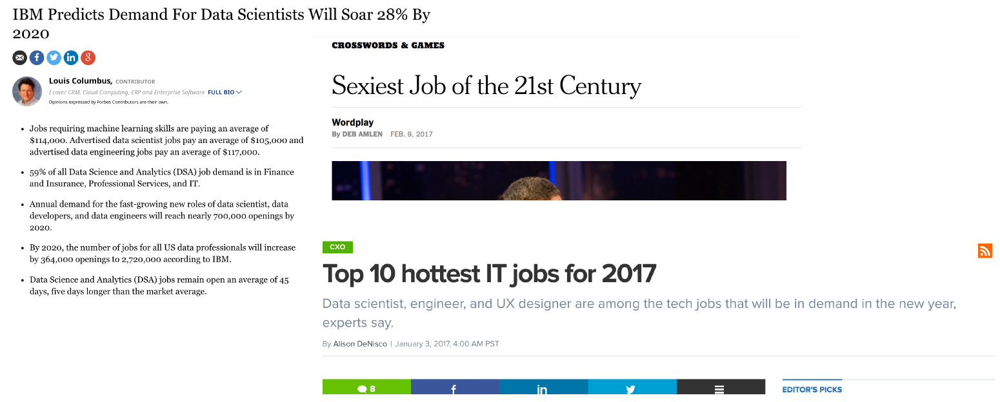 IBM Predicts Demand For Data Scientists Will Soar 28% By
2020
Louis Columbus, CONTRIBUTOR
I cover CRM, Cloud Computing, ERP and Enterprise Software FULL BIO
Opinions expressed by Forbes Contributors are their own.
• Jobs requiring machine learning skills are paying an average of
$114,000. Advertised data scientist jobs pay an average of $105,000 and
advertised data engineering jobs pay an average of $117,000.
• 59% of all Data Science and Analytics (DSA) job demand is in Finance
and Insurance, Professional Services, and IT.
• Annual demand for the fast-growing new roles of data scientist, data
developers, and data engineers will reach nearly 700,000 openings by
2020.
• By 2020, the number of jobs for all US data professionals will increase
by 364,000 openings to 2,720,000 according to IBM.
• Data Science and Analytics (DSA) jobs remain open an average of 45
days, five days longer than the market average.
CROSSWORDS & GAMES
Sexiest Job of the 21st Century
Wordplay
By DEB AMLEN FEB. 9, 2017
CXO
Top 10 hottest IT jobs for 2017
Data scientist, engineer, and UX designer are among the tech jobs that will be in demand in the new year,
experts say.
By Alison DeNisco | January 3, 2017, 4:00 AM PST
8
EDITOR'S PICKS